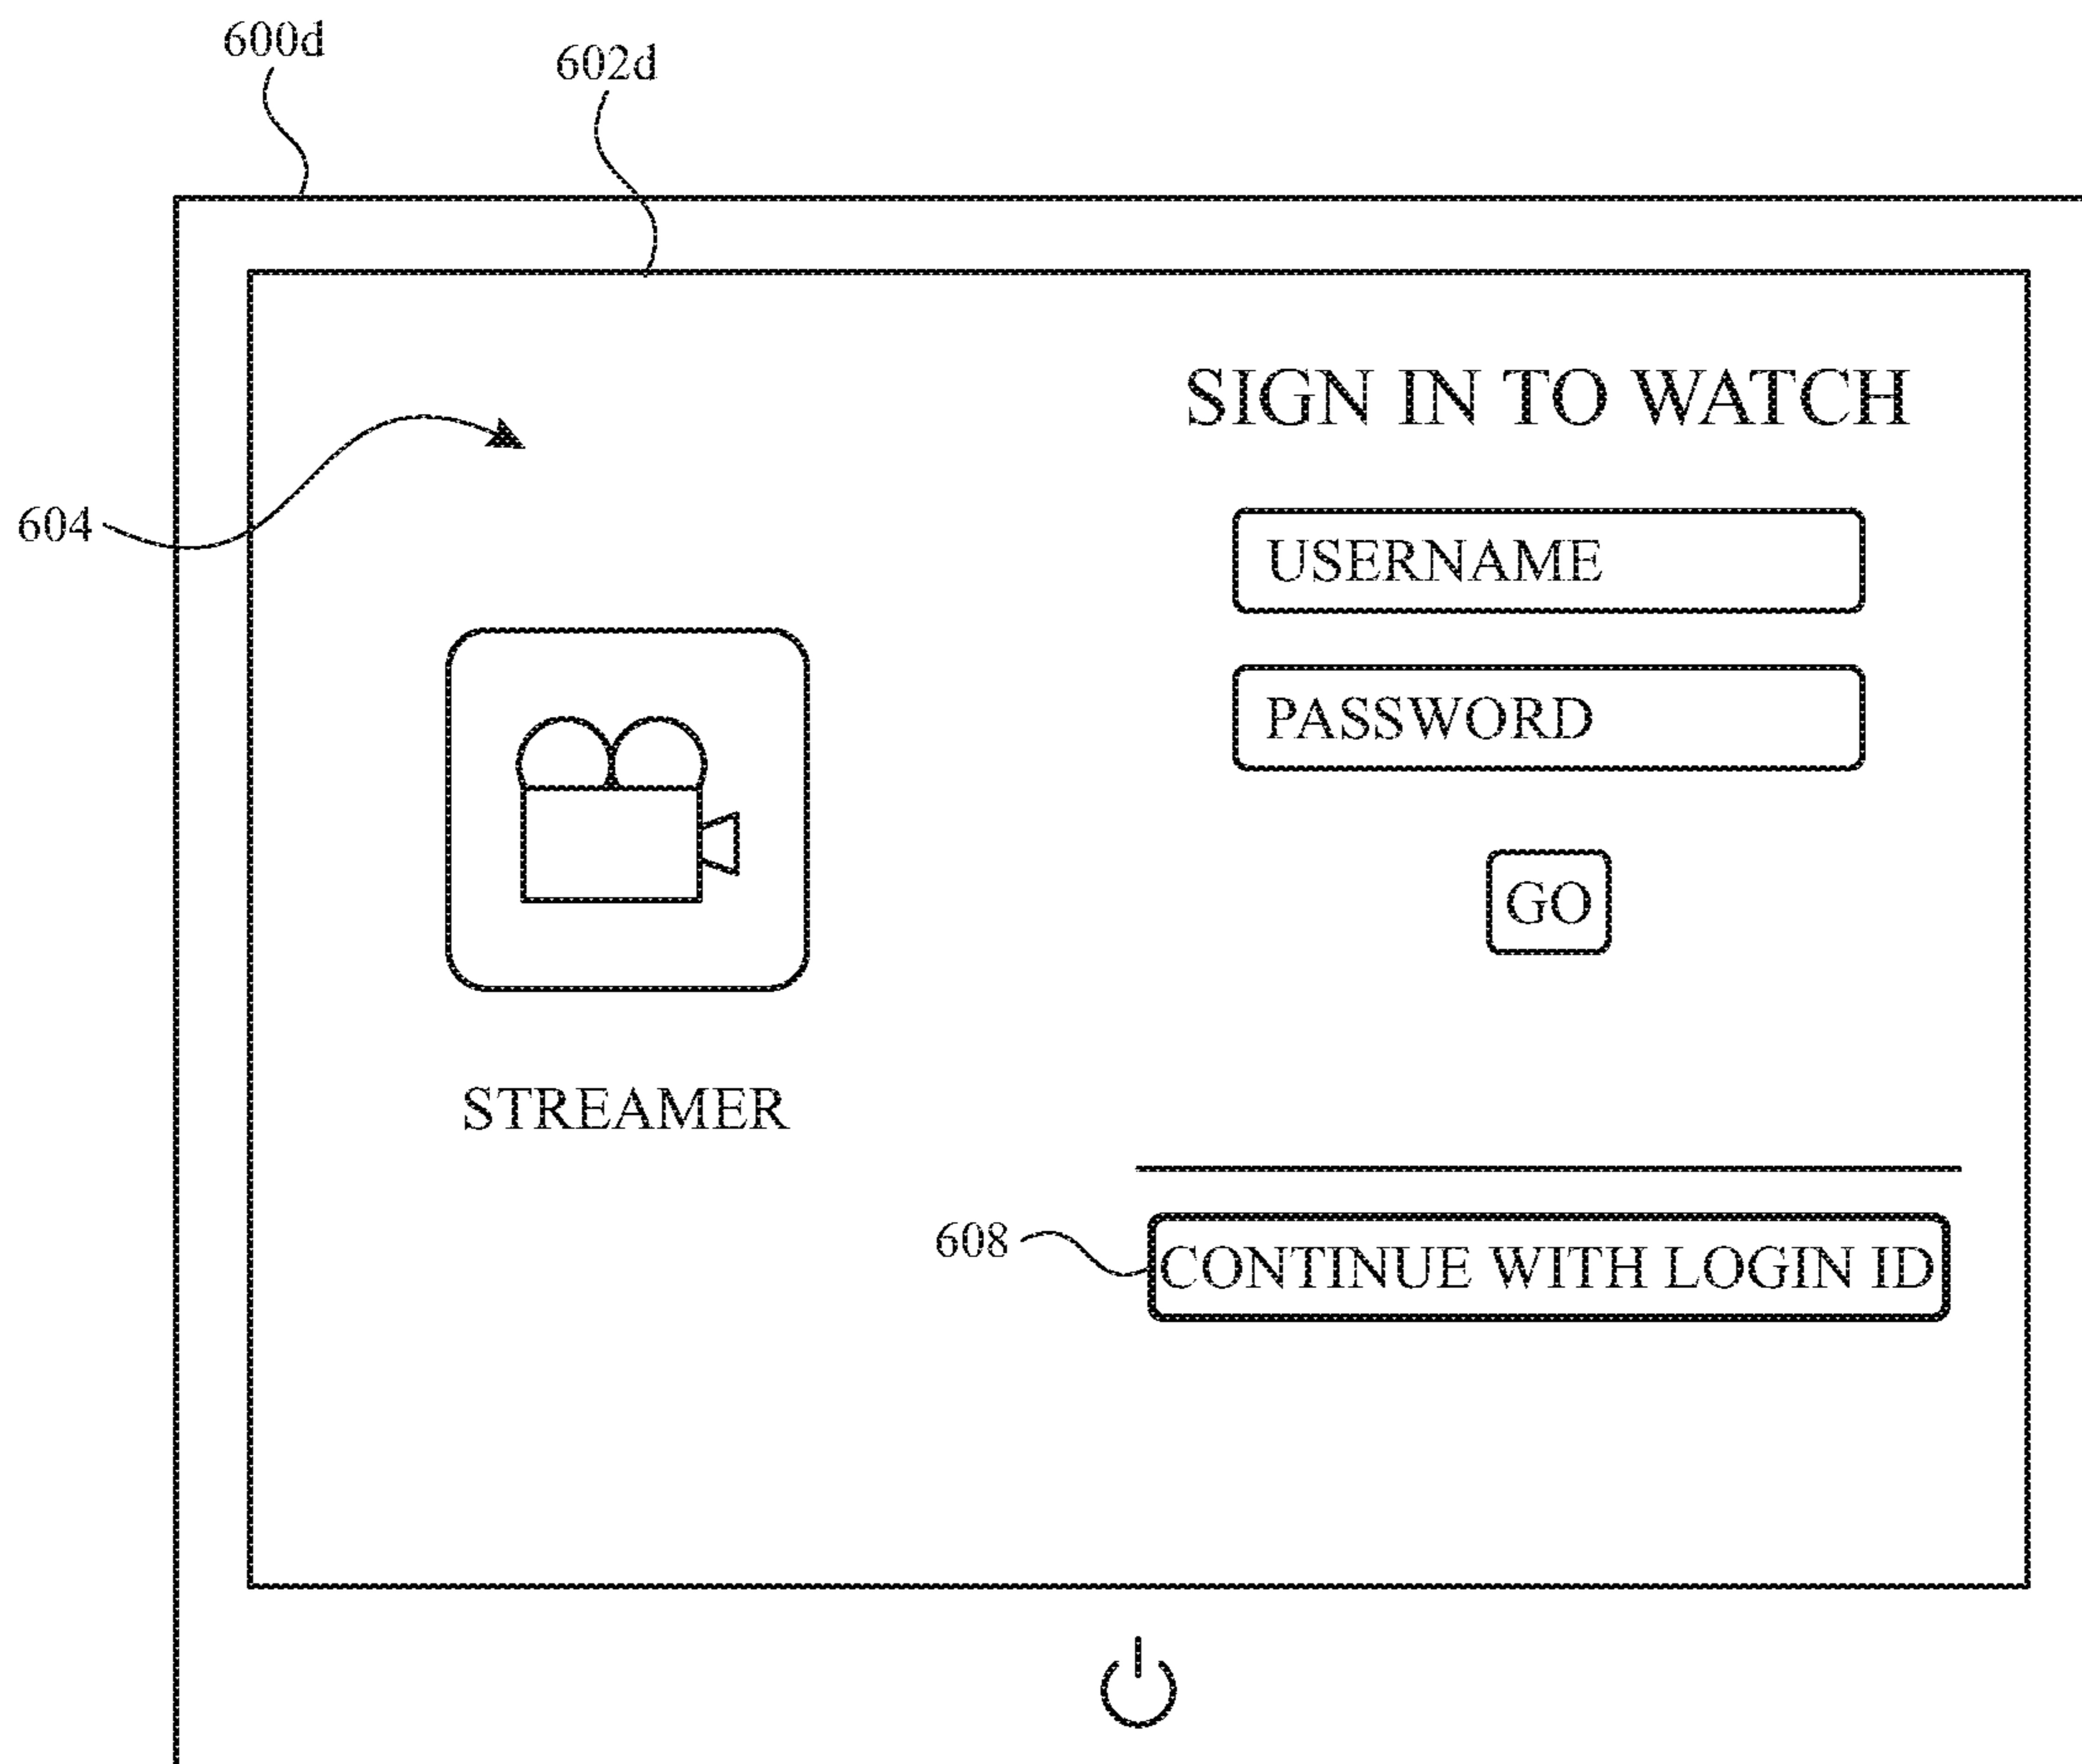 600d
602d
SIGN IN TO WATCH
604
USERNAME
PASSWORD
GO
STREAMER
608
CONTINUE WITH LOGIN ID